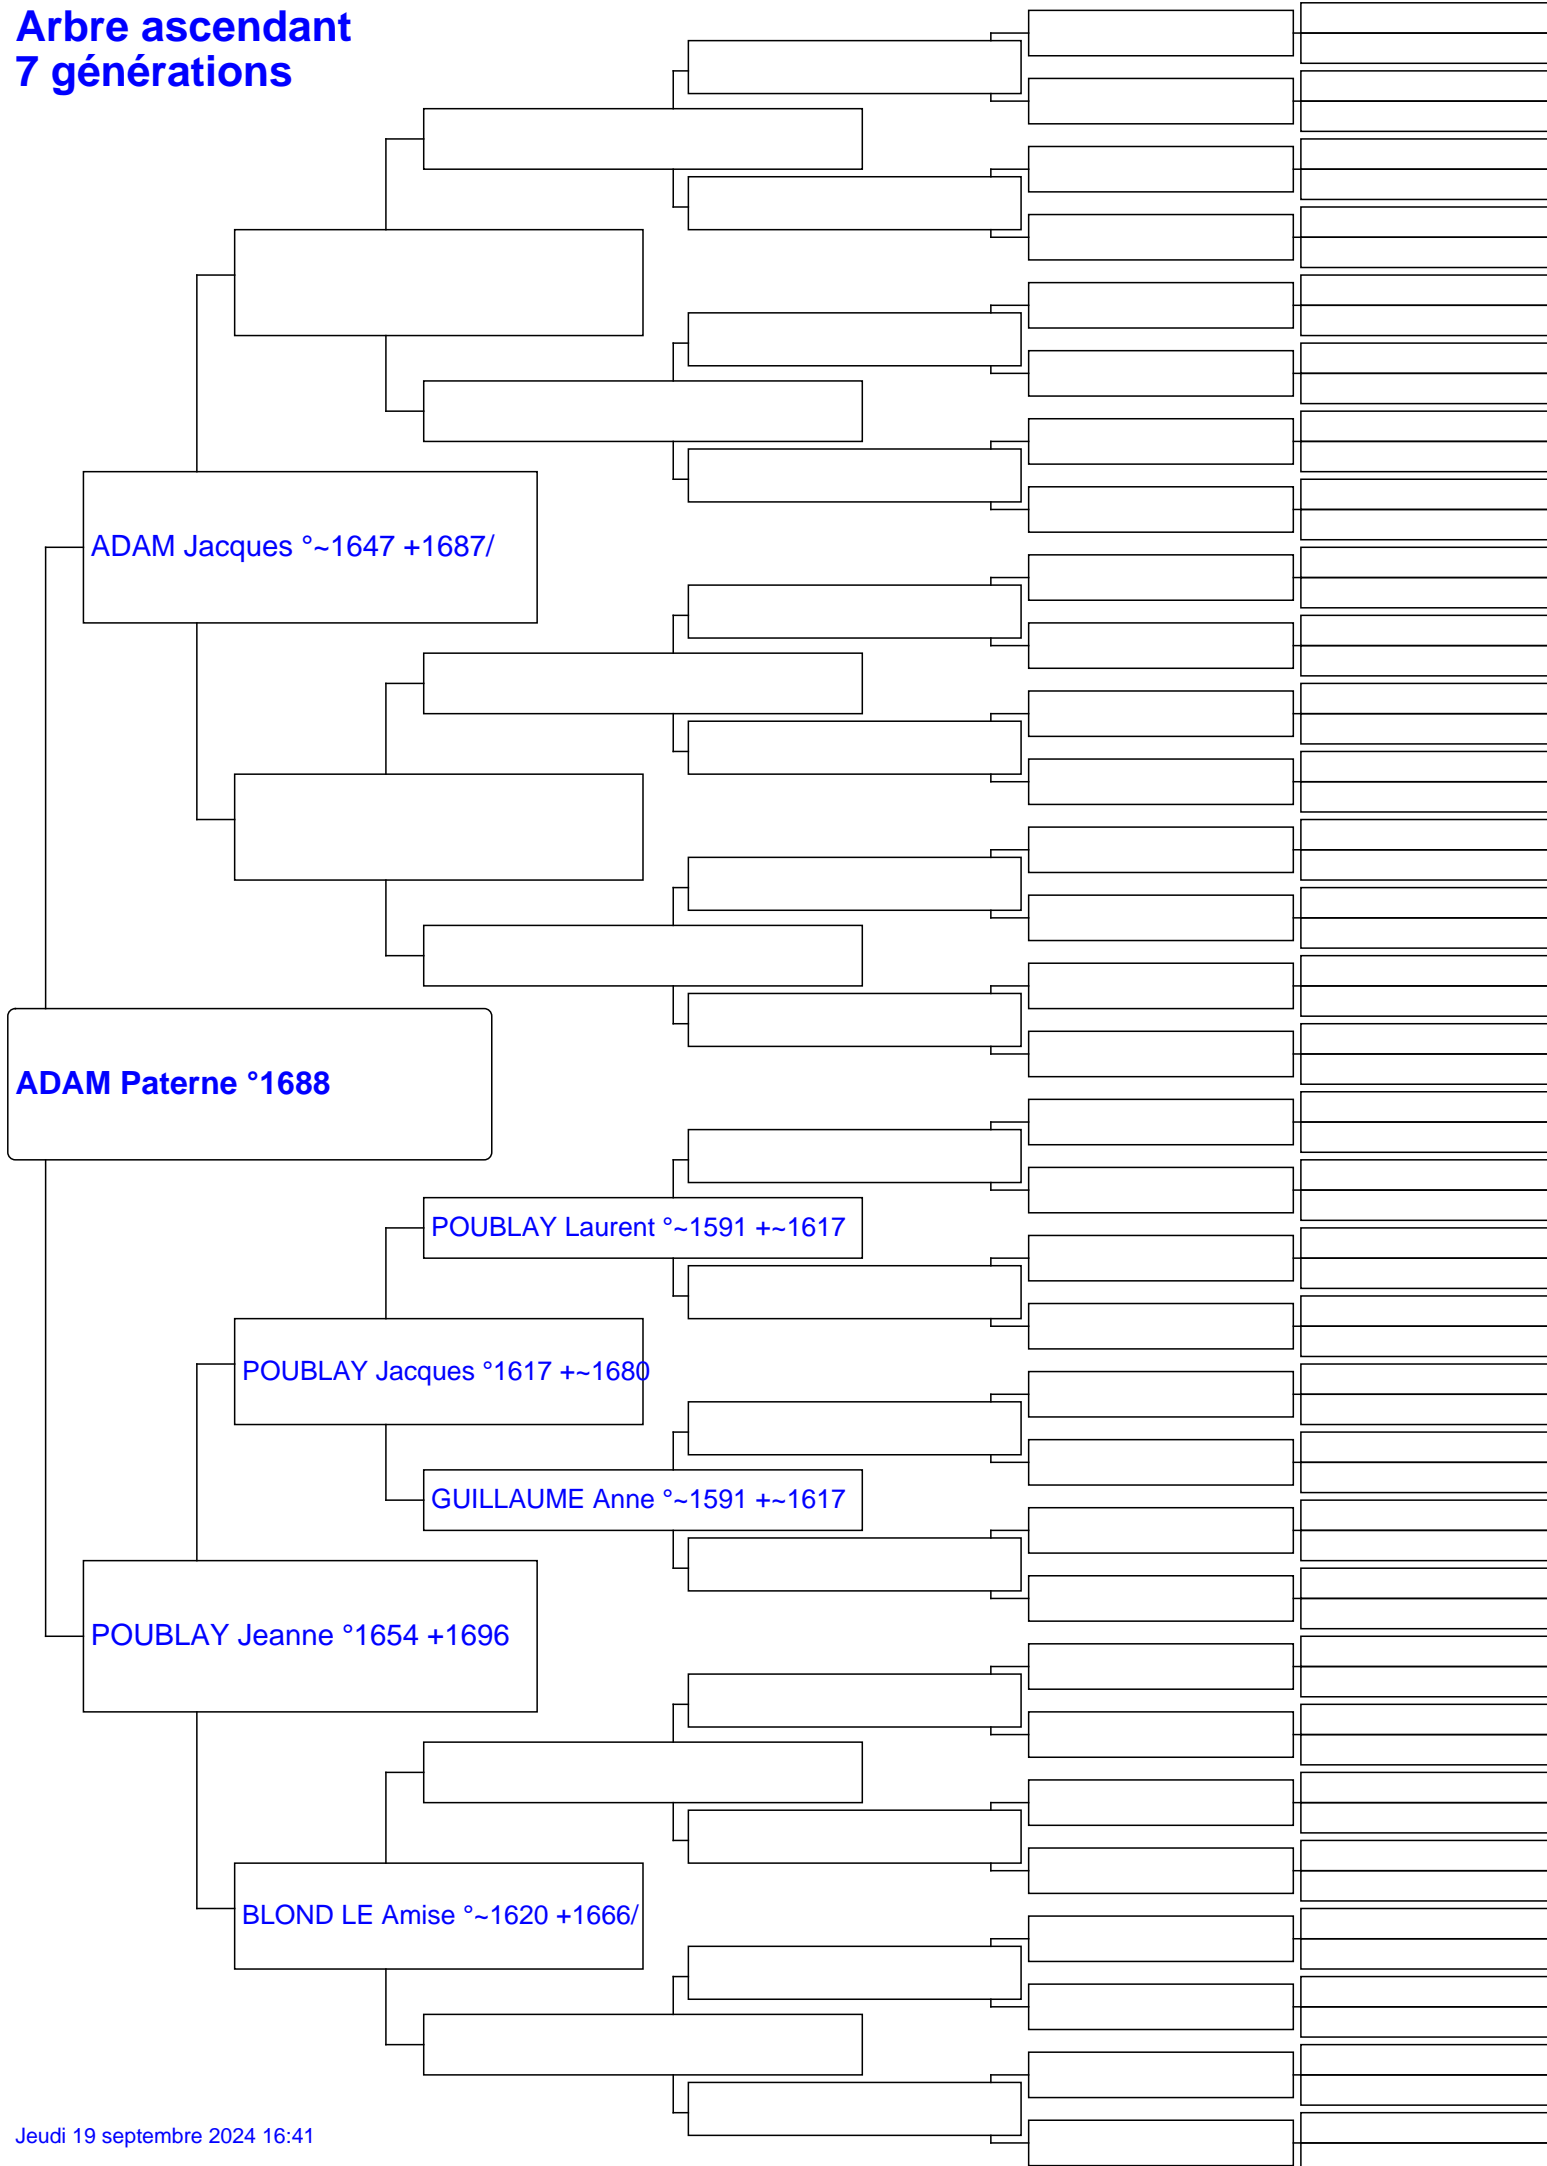 Arbre ascendant
7 générations
ADAM Jacques °~1647 +1687/
ADAM Paterne °1688
POUBLAY Laurent °~1591 +~1617
POUBLAY Jacques °1617 +~1680
GUILLAUME Anne °~1591 +~1617
POUBLAY Jeanne °1654 +1696
BLOND LE Amise °~1620 +1666/
Jeudi 19 septembre 2024 16:41